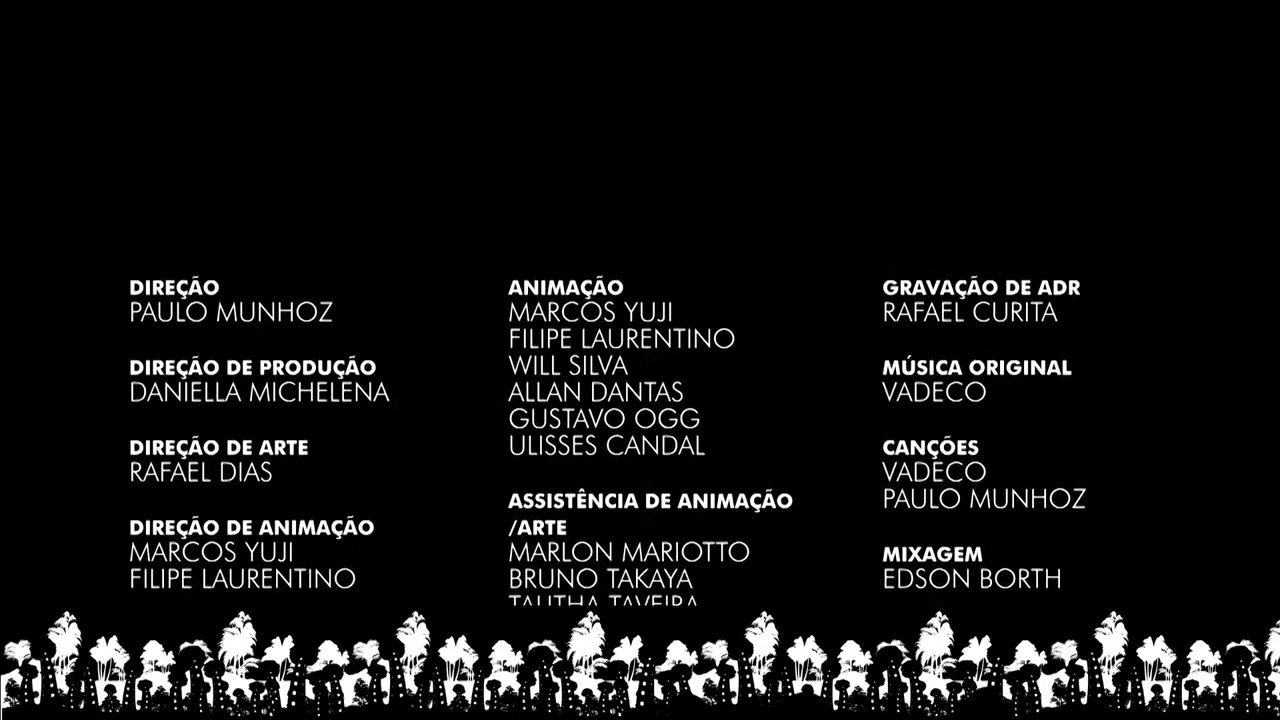 DIREÇÃO
PAULO MUNHOZ
DIREÇÃO DE PRODUÇÃO
DANIELLA MICHELENA
DIREÇÃO DE ARTE
RAFAEL DIAS
DIREÇÃO DE ANIMAÇÃO
MARCOS YUJI
FILIPE LAURENTINO
ANIMAÇÃO
MARCOS YUJI
FILIPE LAURENTINO
WILL SILVA
ALLAN DANTAS
GUSTAVO OGG
ULISSES CANDAL
ASSISTÊNCIA DE ANIMAÇÃO
/ARTE
MARLON MARIOTTO
BRUNO TAKAYA
GRAVAÇÃO DE ADR
RAFAEL CURITA
MÚSICA ORIGINAL
VADECO
CANÇÕES
VADECO
PAULO MUNHOZ
MIXAGEM
EDSON BORTH